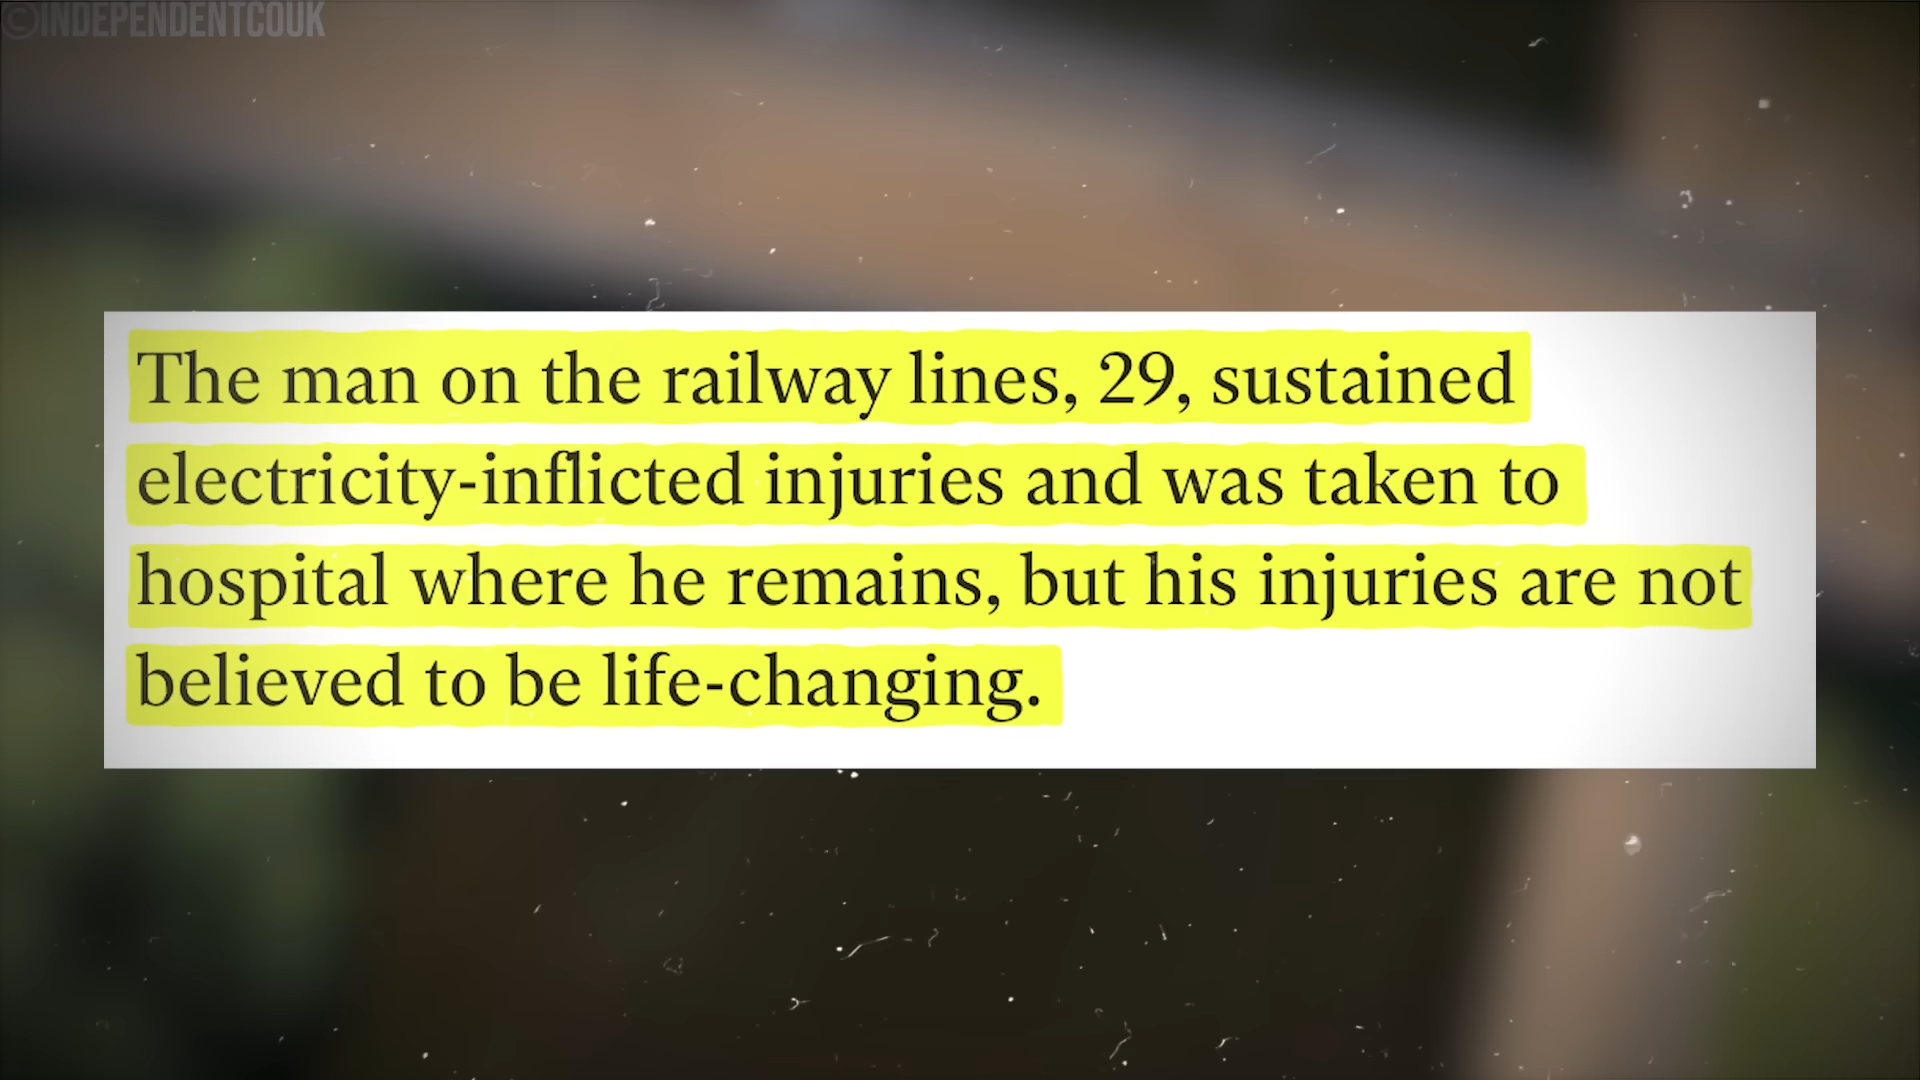 ©INDEPENDENTCOUK
The man on the railway lines, 29, sustained
electricity-inflicted injuries and was taken to
hospital where he remains, but his injuries are not
believed to be life-changing.